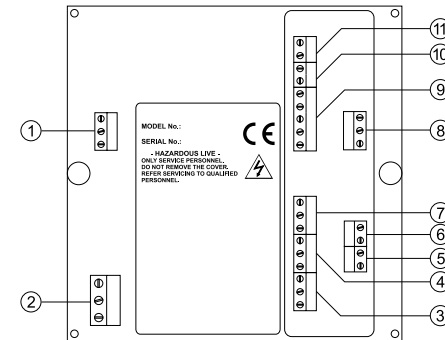 11
10
9
1
8
MODEL No.:
CE
SERIAL No.:
- HAZARDOUS LIVE -
ONLY SERVICE PERSONNEL,
DO NOT REMOVE THE COVER.
REFER SERVICING TO QUALIFIED
PERSONNEL.
7
6
5
4
2
3